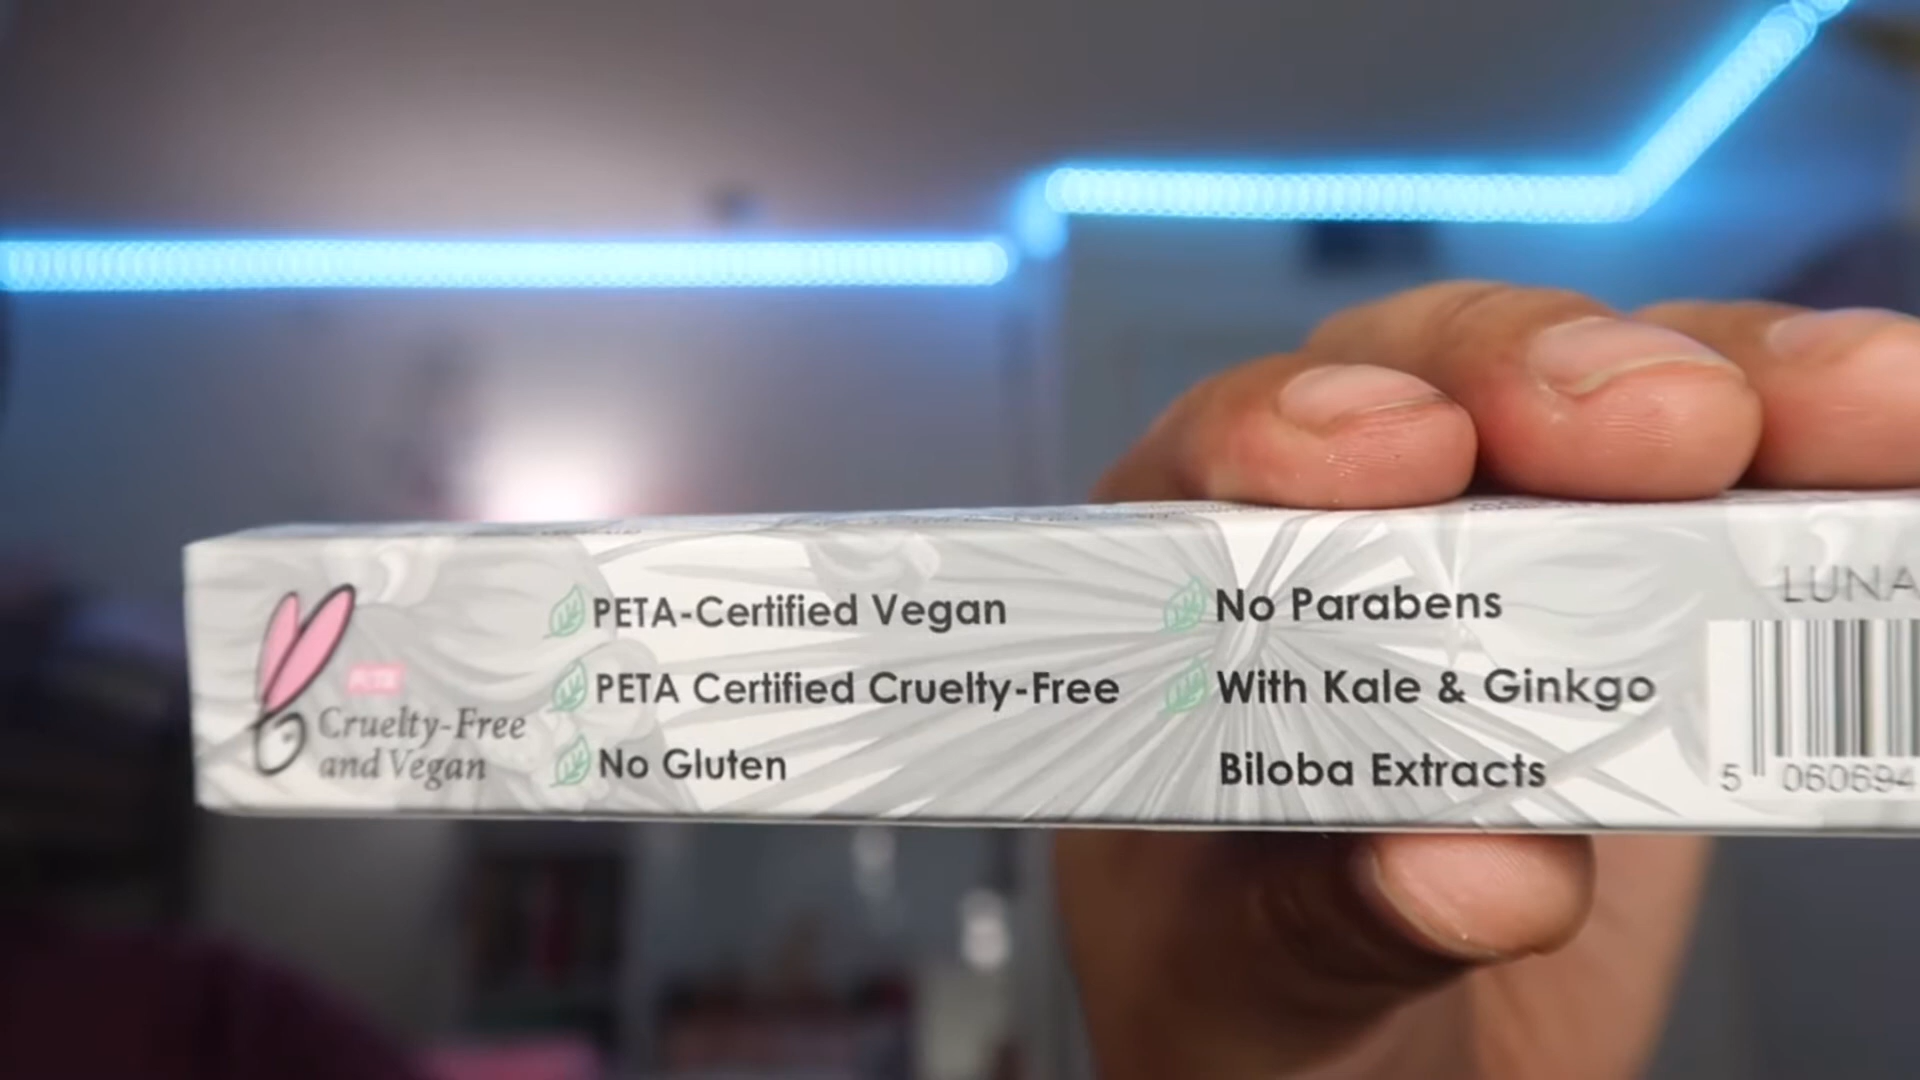 PETA
Cruelty-Free
and Vegan
PETA-Certified Vegan
PETA Certified Cruelty-Free
No Gluten
No Parabens
With Kale & Ginkgo
Biloba Extracts
LUNA
5 060694